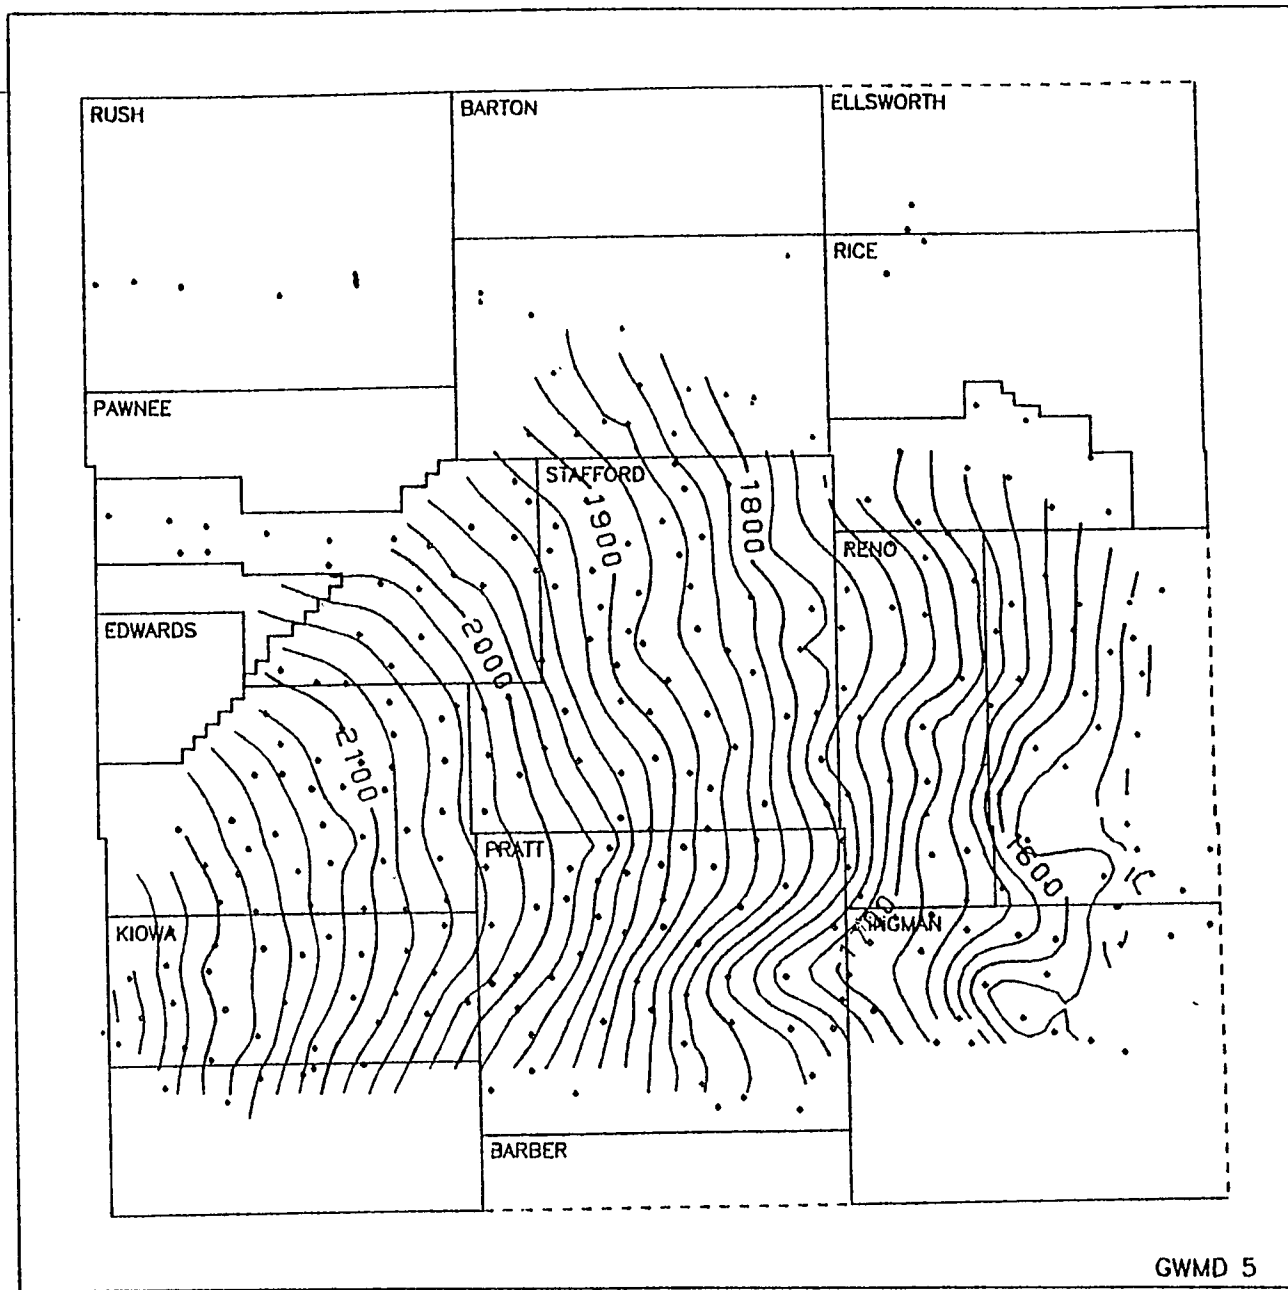 RUSH
BARTON
ELLSWORTH
RICE
PAWNEE
STAFFORD
1900
1800
RENO
EDWARDS
2000
2100
PRATT
1600
KIOWA
1700
KINGMAN
BARBER
GWMD 5